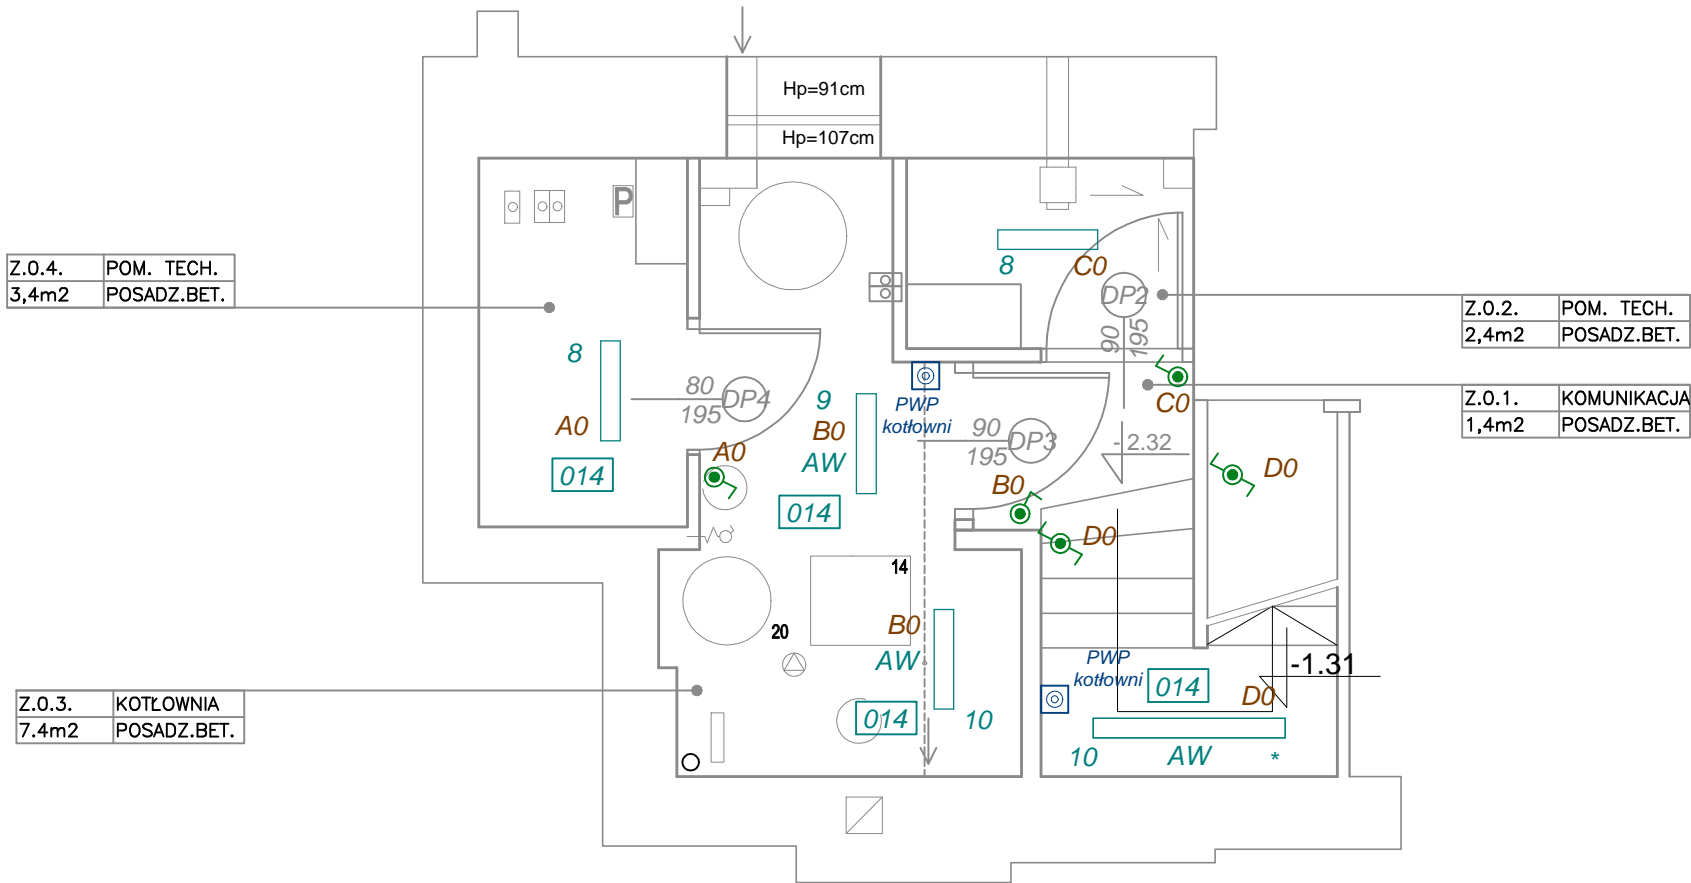 Hp=91cm
Hp=107cm
P
Z.0.4. POM. TECH.
3,4m2 POSADZ.BET.
8
C0
DP2
90
195
Z.0.2. POM. TECH.
2,4m2 POSADZ.BET.
8
80
195
DP4
A0
014
9
B0
AW
014
A0
PWP
kotłowni
90
195
DP3
B0
C0
-2.32
Z.0.1. KOMUNIKACJA
1,4m2 POSADZ.BET.
D0
D0
14
20
B0
AW
014
10
PWP
kotłowni
014
D0
-1.31
10
AW
*
Z.0.3. KOTŁOWNIA
7.4m2 POSADZ.BET.